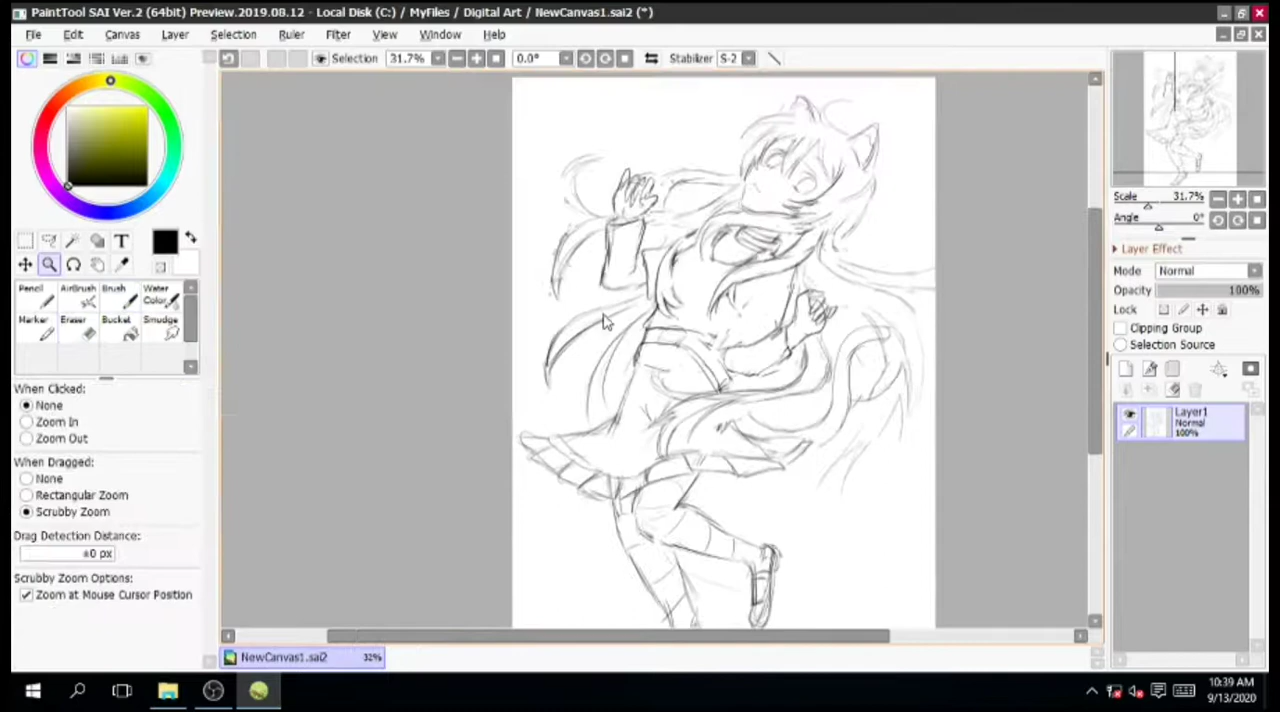 PaintTool SAI Ver.2 (64bit) Preview.2019.08.12 - Local Disk (C:) / MyFiles / Digital Art / NewCanvas1.sai2 (*)
File Edit Canvas Layer Selection Ruler Filter View Window Help
Selection 31.7% 0.0° Stabilizer S-2
Scale 31.7%
Angle 0°
Layer Effect
Mode Normal
Opacity 100%
Lock
Clipping Group
Selection Source
Layer1
Normal
100%
T
Pencil AirBrush Brush Water Color
Marker Eraser Bucket Smudge
When Clicked:
None
Zoom In
Zoom Out
When Dragged:
None
Rectangular Zoom
Scrubby Zoom
Drag Detection Distance:
±0 px
Scrubby Zoom Options:
Zoom at Mouse Cursor Position
NewCanvas1.sai2 32%
10:39 AM
9/13/2020